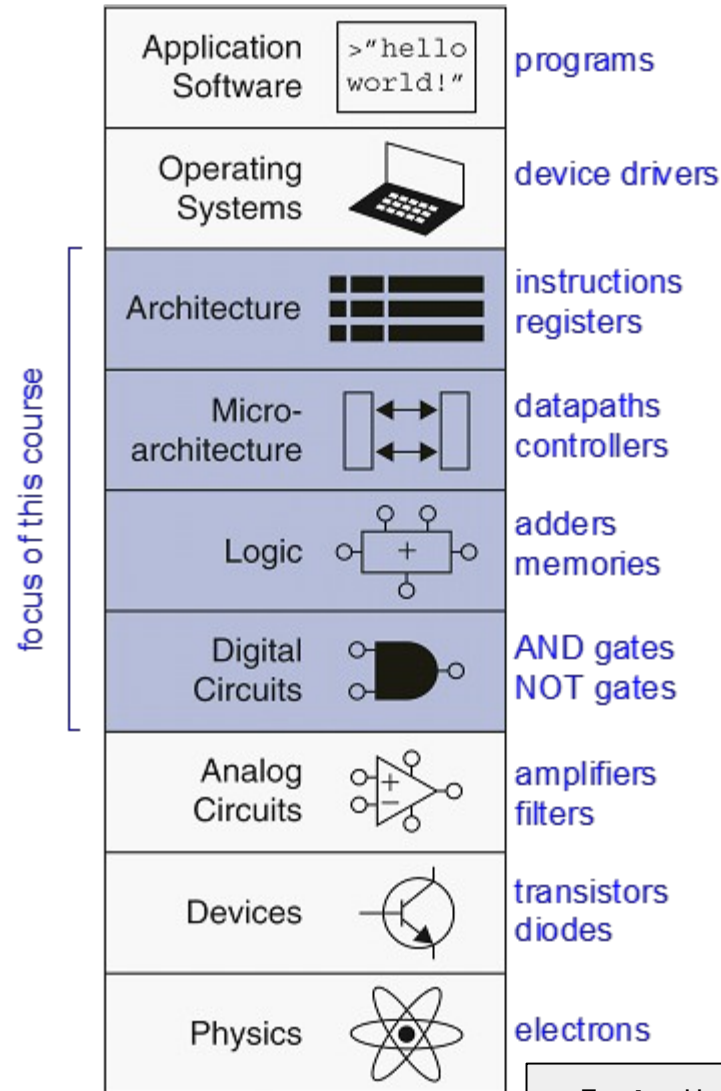 Application
Software
>"hello
world!"
programs
Operating
Systems
device drivers
focus of this course
Architecture
instructions
registers
Micro-
architecture
datapaths
controllers
Logic
+
adders
memories
Digital
Circuits
AND gates
NOT gates
Analog
Circuits
+
−
amplifiers
filters
Devices
transistors
diodes
Physics
electrons